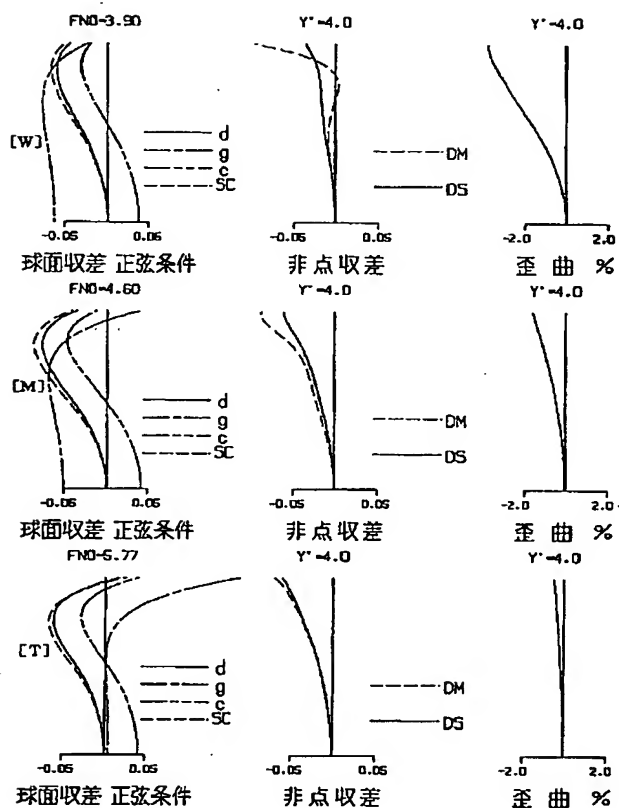 FNO=3.90 Y'=4.0 Y'=4.0
[W]
d
g
c
SC
DM
DS
-0.05 0.05 -0.05 0.05 -2.0 2.0
球面収差 正弦条件 非点収差 歪曲 %
FNO=4.60 Y'=4.0 Y'=4.0
[M]
d
g
c
SC
DM
DS
-0.05 0.05 -0.05 0.05 -2.0 2.0
球面収差 正弦条件 非点収差 歪曲 %
FNO=5.77 Y'=4.0 Y'=4.0
[T]
d
g
c
SC
DM
DS
-0.05 0.05 -0.05 0.05 -2.0 2.0
球面収差 正弦条件 非点収差 歪曲 %